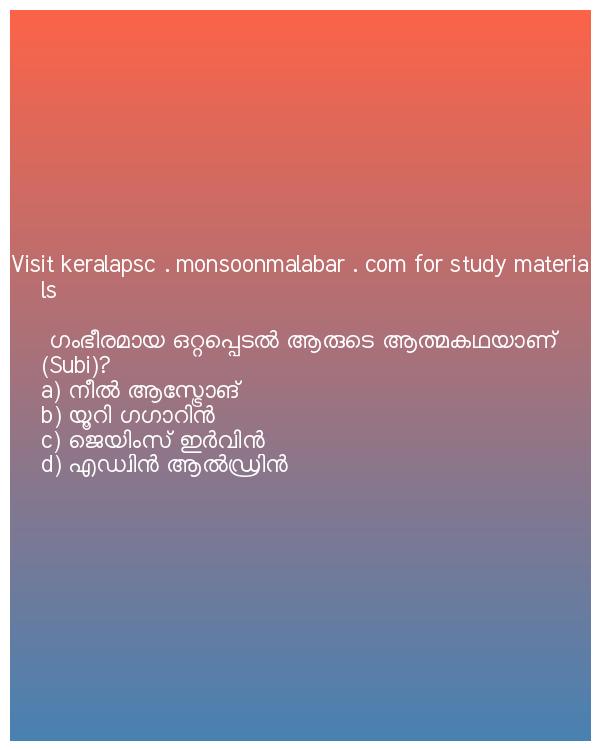 Visit keralapsc . monsoonmalabar . com for study materia
ls
ഗംഭീരമായ ഒറ്റപ്പെടൽ ആരുടെ ആത്മകഥയാണ്
(Subi)?
a) നീൽ ആസ്ട്രോങ്
b) യൂറി ഗഗാറിൻ
c) ജെയിംസ് ഇർവിൻ
d) എഡ്വിൻ ആൽഡ്രിൻ